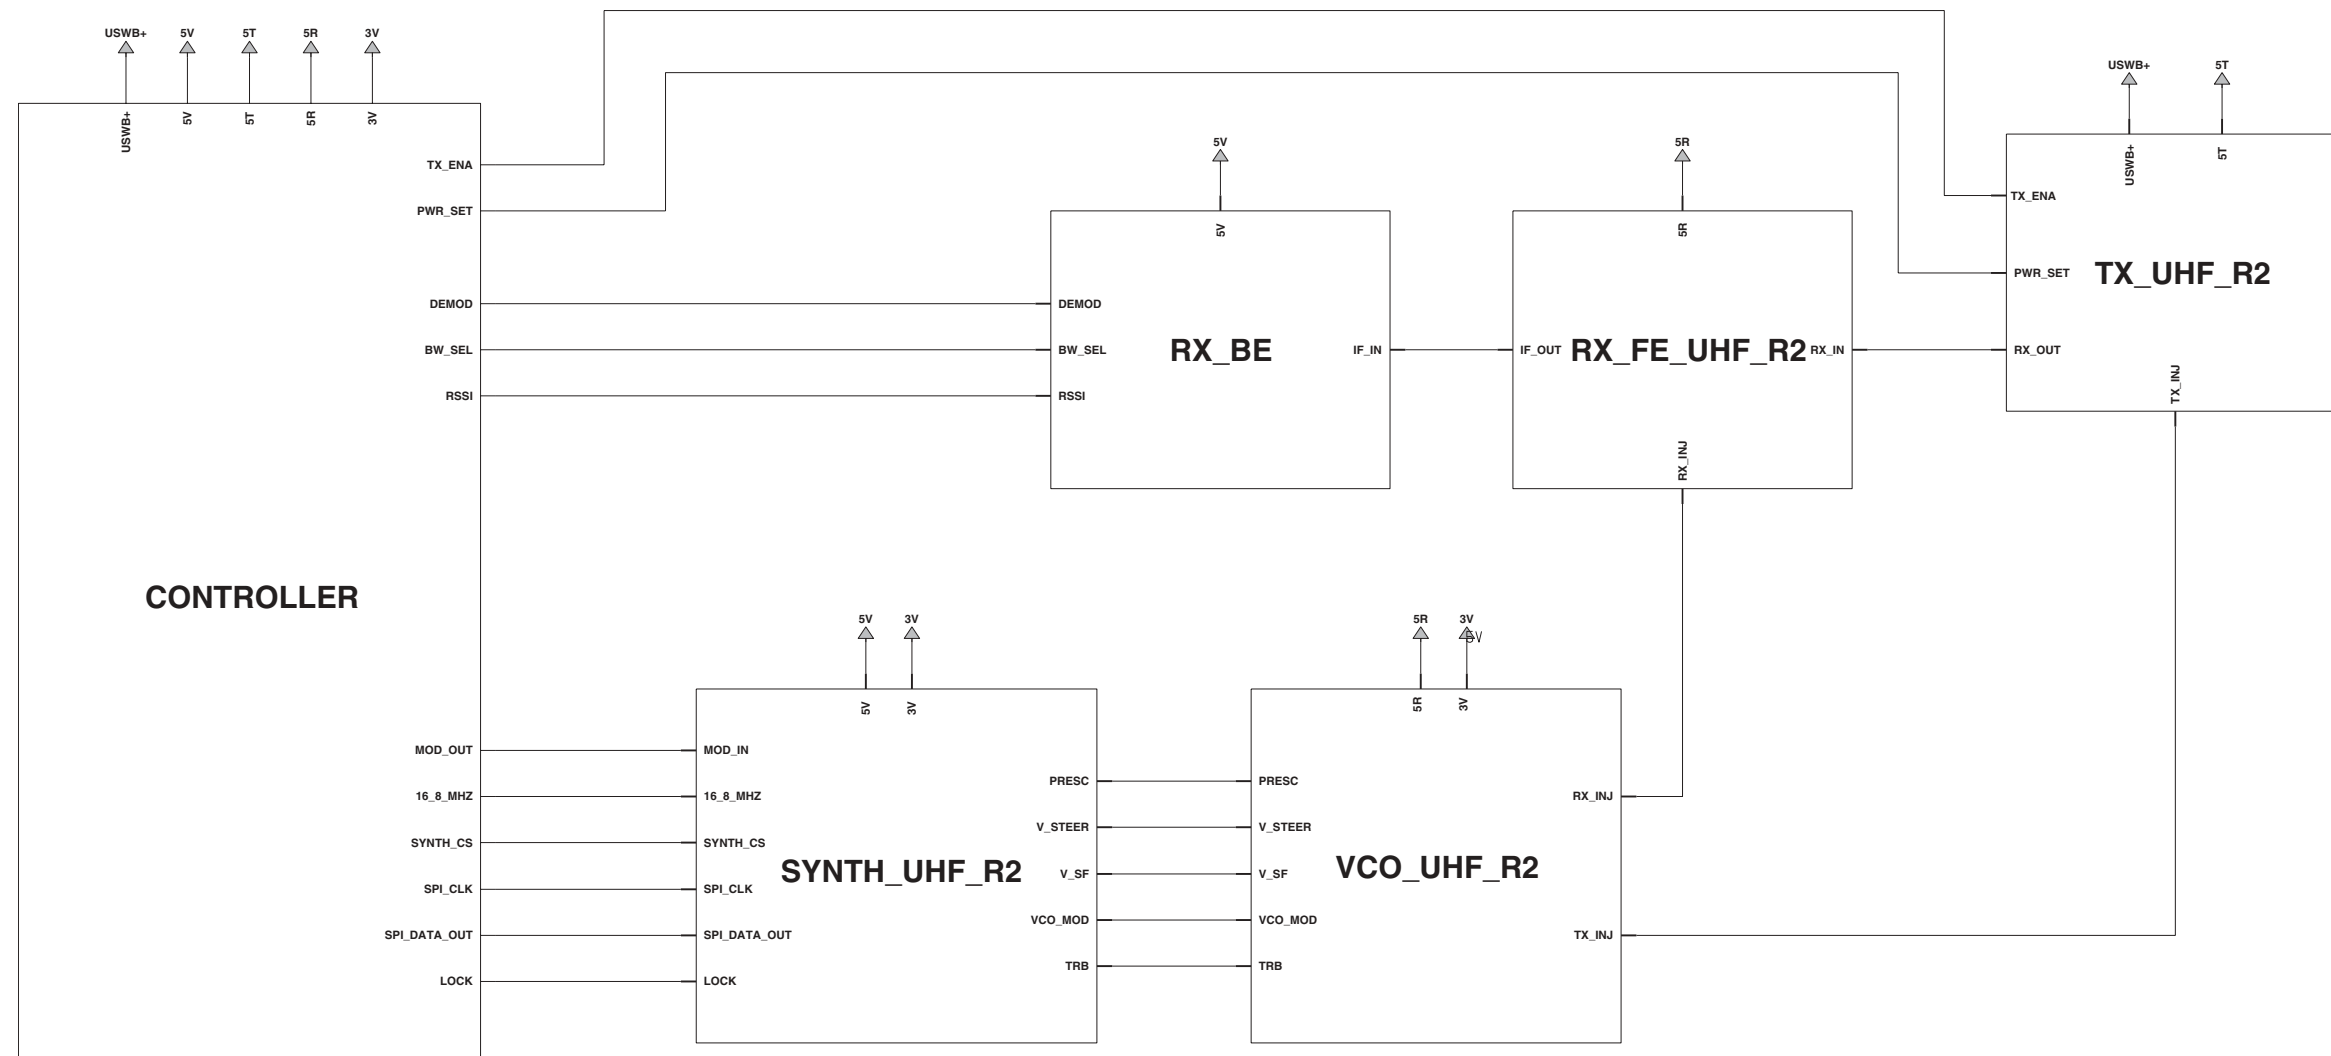 USWB+ 5V 5T 5R 3V
USWB+ 5T
USWB+ 5V 5T 5R 3V
USWB+ 5T
5V 5R
TX_ENA
PWR_SET
TX_ENA
5V 5R
PWR_SET TX_UHF_R2
DEMOD DEMOD
BW_SEL BW_SEL RX_BE IF_IN IF_OUT RX_FE_UHF_R2 RX_IN RX_OUT
TX_INJ
RSSI RSSI
RX_INJ
CONTROLLER
5V 3V 5R 3V
5V
5V 3V 5R 3V
MOD_OUT MOD_IN
PRESC PRESC
16_8_MHZ 16_8_MHZ RX_INJ
V_STEER V_STEER
SYNTH_CS SYNTH_CS
SYNTH_UHF_R2 V_SF V_SF VCO_UHF_R2
SPI_CLK SPI_CLK
VCO_MOD VCO_MOD
SPI_DATA_OUT SPI_DATA_OUT TX_INJ
TRB TRB
LOCK LOCK